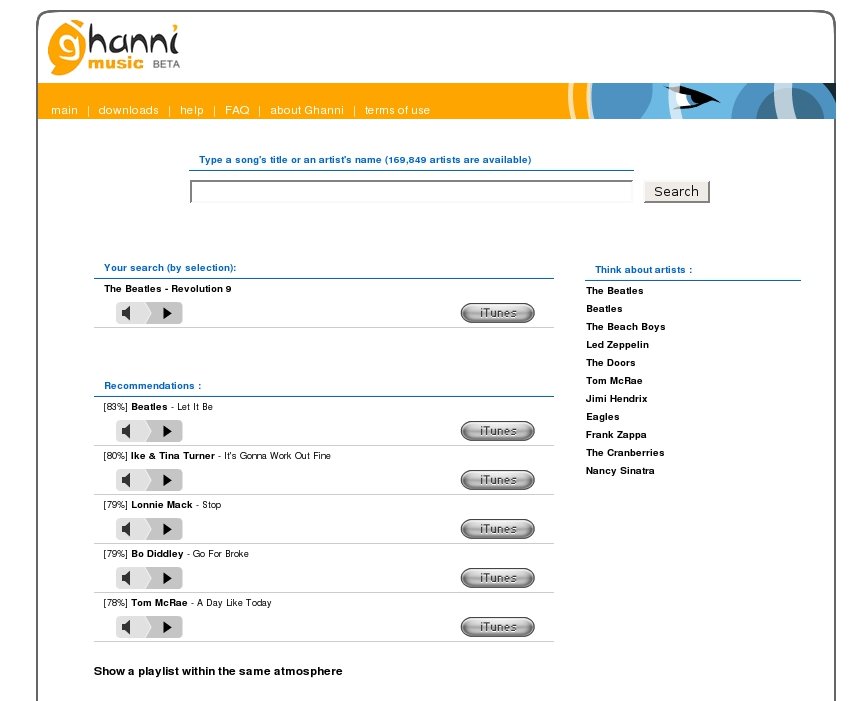 ghanni
music BETA
main | downloads | help | FAQ | about Ghanni | terms of use
Type a song's title or an artist's name (169,849 artists are available)
Search
Your search (by selection):
The Beatles - Revolution 9
iTunes
Recommendations :
[83%] Beatles - Let It Be
iTunes
[80%] Ike & Tina Turner - It's Gonna Work Out Fine
iTunes
[79%] Lonnie Mack - Stop
iTunes
[79%] Bo Diddley - Go For Broke
iTunes
[78%] Tom McRae - A Day Like Today
iTunes
Show a playlist within the same atmosphere
Think about artists :
The Beatles
Beatles
The Beach Boys
Led Zeppelin
The Doors
Tom McRae
Jimi Hendrix
Eagles
Frank Zappa
The Cranberries
Nancy Sinatra